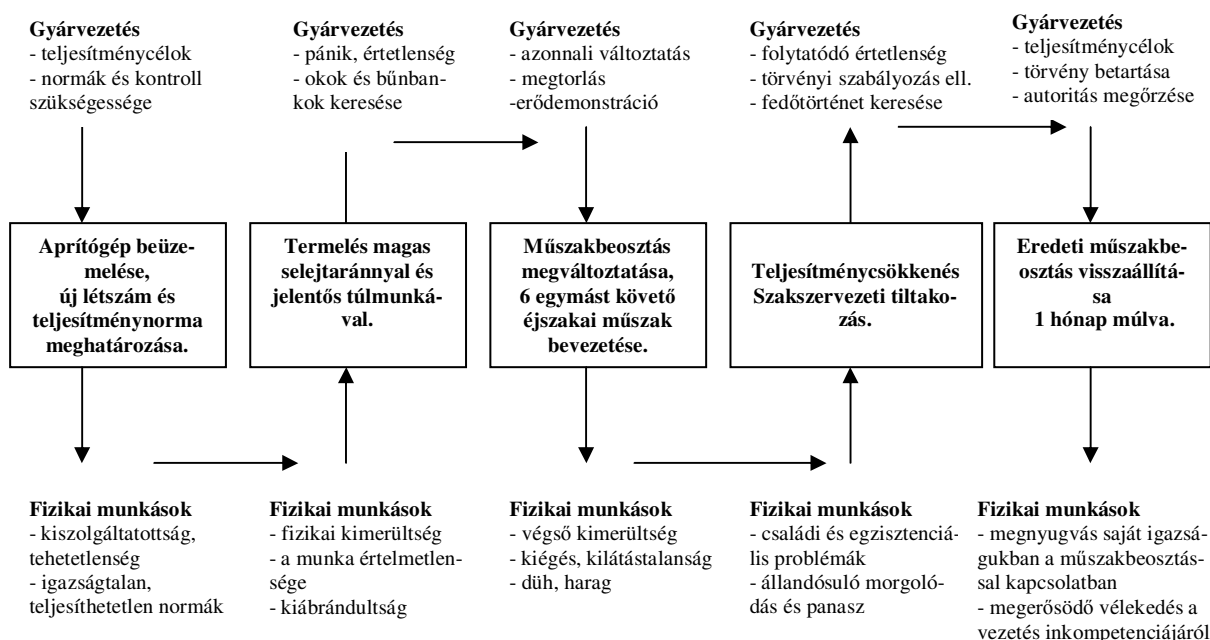 Gyárvezetés
- teljesítménycélok
- normák és kontroll
szükségessége
Gyárvezetés
- pánik, értetlenség
- okok és bűnban-
kok keresése
Gyárvezetés
- azonnali változtatás
- megtorlás
-erődemonstráció
Gyárvezetés
- folytatódó értetlenség
- törvényi szabályozás ell.
- fedőtörténet keresése
Gyárvezetés
- teljesítménycélok
- törvény betartása
- autoritás megőrzése
Aprítógép beüze-
melése,
új létszám és
teljesítménynorma
meghatározása.
Termelés magas
selejtaránnyal és
jelentős túlmunká-
val.
Műszakbeosztás
megváltoztatása,
6 egymást követő
éjszakai műszak
bevezetése.
Teljesítménycsökkenés
Szakszervezeti tiltako-
zás.
Eredeti műszakbe-
osztás visszaállítá-
sa
1 hónap múlva.
Fizikai munkások
- kiszolgáltatottság,
tehetetlenség
- igazságtalan,
teljesíthetetlen normák
Fizikai munkások
- fizikai kimerültség
- a munka értelmetlen-
sége
- kiábrándultság
Fizikai munkások
- végső kimerültség
- kiégés, kilátástalanság
- düh, harag
Fizikai munkások
- családi és egzisztenciá-
lis problémák
- állandósuló morgoló-
dás és panasz
Fizikai munkások
- megnyugvás saját igazsá-
gukban a műszakbeosztás-
sal kapcsolatban
- megerősödő vélekedés a
vezetés inkompetenciájáról